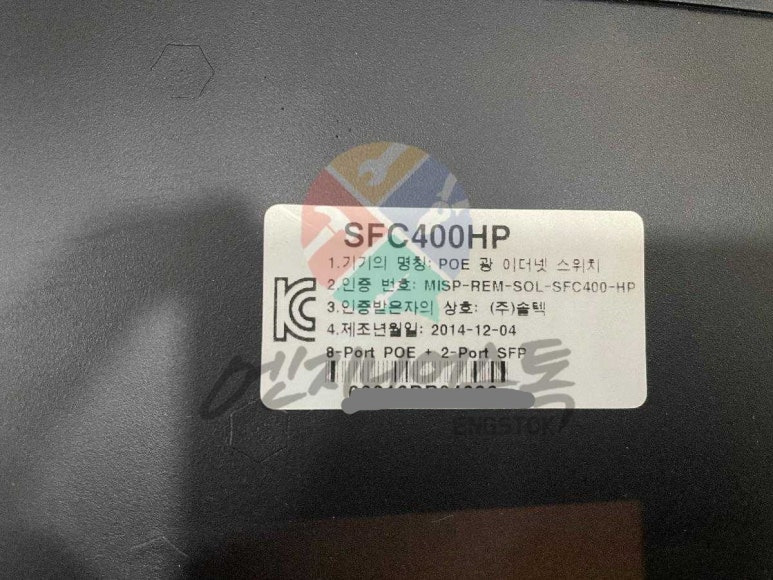 SFC400HP
1.기기의 명칭: POE 광 이더넷 스위치
2.인증 번호: MISP-REM-SOL-SFC400-HP
3.인증받은자의 상호: (주)솔텍
4.제조년월일: 2014-12-04
8-Port POE + 2-Port SFP
엔지니어스톡
ENGSTOK